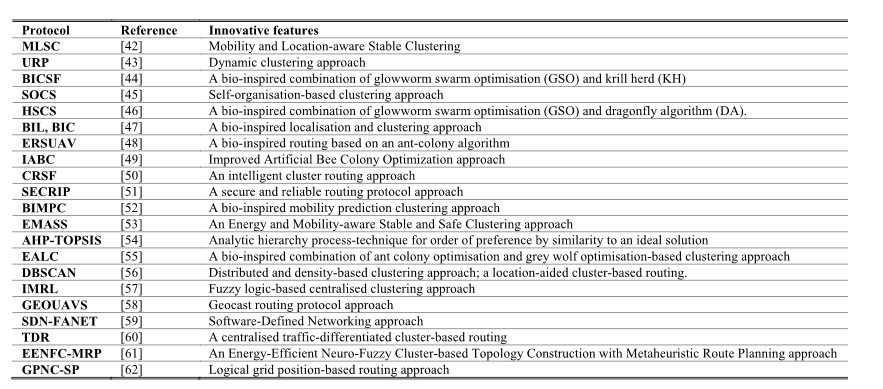 Protocol Reference Innovative features
MLSC [42] Mobility and Location-aware Stable Clustering
URP [43] Dynamic clustering approach
BICSF [44] A bio-inspired combination of glowworm swarm optimisation (GSO) and krill herd (KH)
SOCS [45] Self-organisation-based clustering approach
HSCS [46] A bio-inspired combination of glowworm swarm optimisation (GSO) and dragonfly algorithm (DA).
BIL, BIC [47] A bio-inspired localisation and clustering approach
ERSUAV [48] A bio-inspired routing based on an ant-colony algorithm
IABC [49] Improved Artificial Bee Colony Optimization approach
CRSF [50] An intelligent cluster routing approach
SECRIP [51] A secure and reliable routing protocol approach
BIMPC [52] A bio-inspired mobility prediction clustering approach
EMASS [53] An Energy and Mobility-aware Stable and Safe Clustering approach
AHP-TOPSIS [54] Analytic hierarchy process-technique for order of preference by similarity to an ideal solution
EALC [55] A bio-inspired combination of ant colony optimisation and grey wolf optimisation-based clustering approach
DBSCAN [56] Distributed and density-based clustering approach; a location-aided cluster-based routing.
IMRL [57] Fuzzy logic-based centralised clustering approach
GEOUAVS [58] Geocast routing protocol approach
SDN-FANET [59] Software-Defined Networking approach
TDR [60] A centralised traffic-differentiated cluster-based routing
EENFC-MRP [61] An Energy-Efficient Neuro-Fuzzy Cluster-based Topology Construction with Metaheuristic Route Planning approach
GPNC-SP [62] Logical grid position-based routing approach